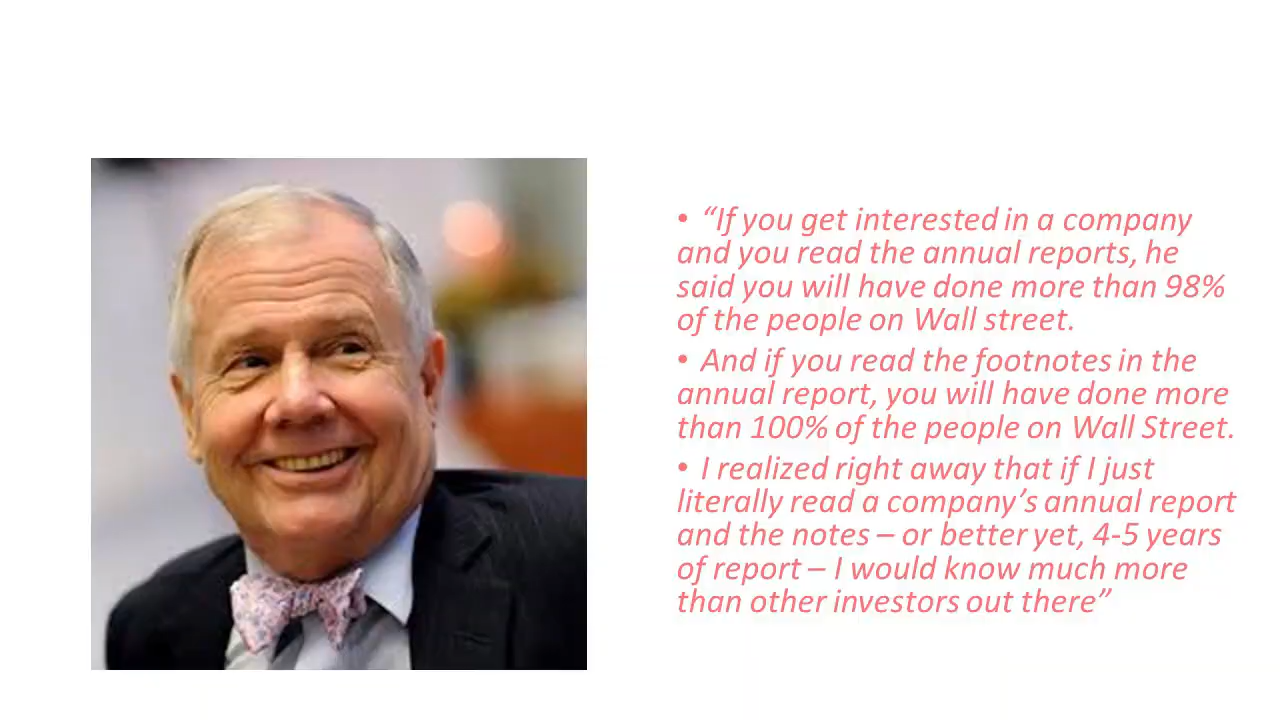 • “If you get interested in a company
and you read the annual reports, he
said you will have done more than 98%
of the people on Wall street.
• And if you read the footnotes in the
annual report, you will have done more
than 100% of the people on Wall Street.
• I realized right away that if I just
literally read a company’s annual report
and the notes – or better yet, 4-5 years
of report – I would know much more
than other investors out there”